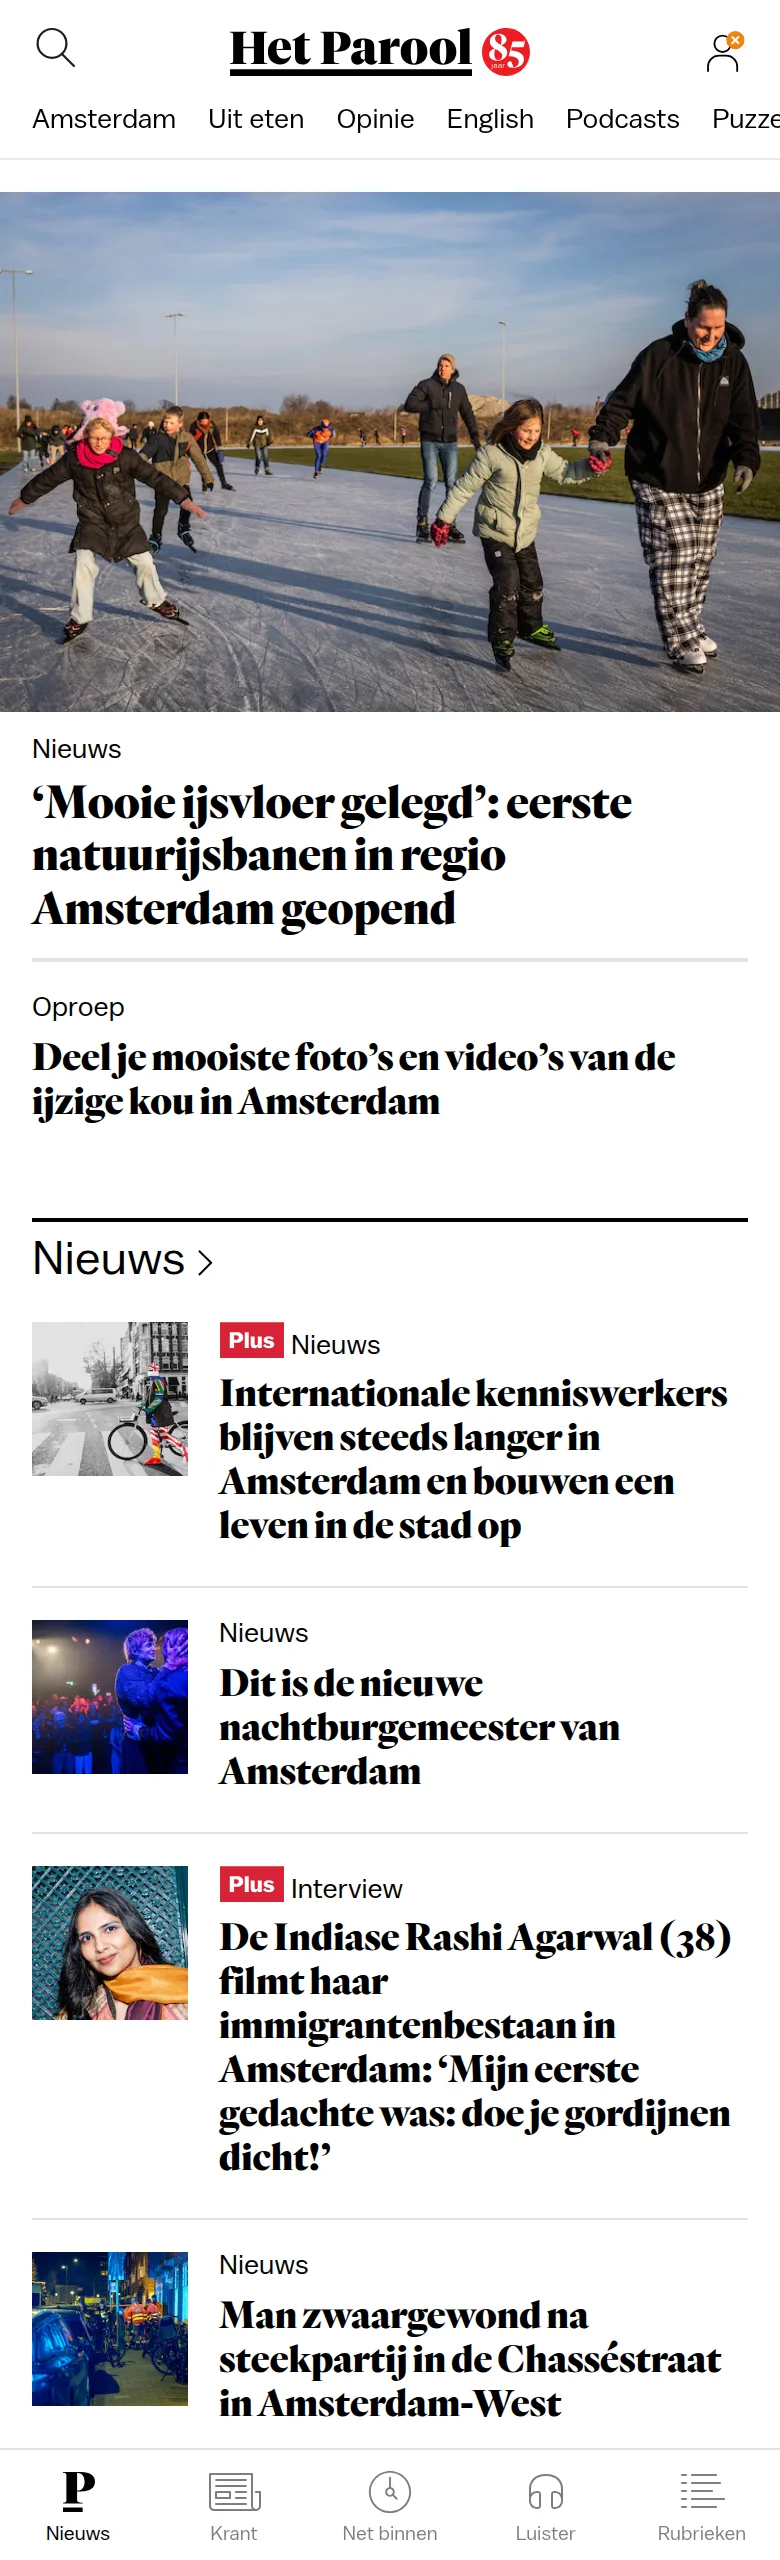 Het Parool 85 jaar
Amsterdam Uit eten Opinie English Podcasts Puzze
Nieuws
‘Mooie ijsvloer gelegd’: eerste
natuurijsbanen in regio
Amsterdam geopend
Oproep
Deel je mooiste foto’s en video’s van de
ijzige kou in Amsterdam
Nieuws
Plus Nieuws
Internationale kenniswerkers
blijven steeds langer in
Amsterdam en bouwen een
leven in de stad op
Nieuws
Dit is de nieuwe
nachtburgemeester van
Amsterdam
Plus Interview
De Indiase Rashi Agarwal (38)
filmt haar
immigrantenbestaan in
Amsterdam: ‘Mijn eerste
gedachte was: doe je gordijnen
dicht!’
Nieuws
Man zwaargewond na
steekpartij in de Chasséstraat
in Amsterdam-West
P
Nieuws Krant Net binnen Luister Rubrieken